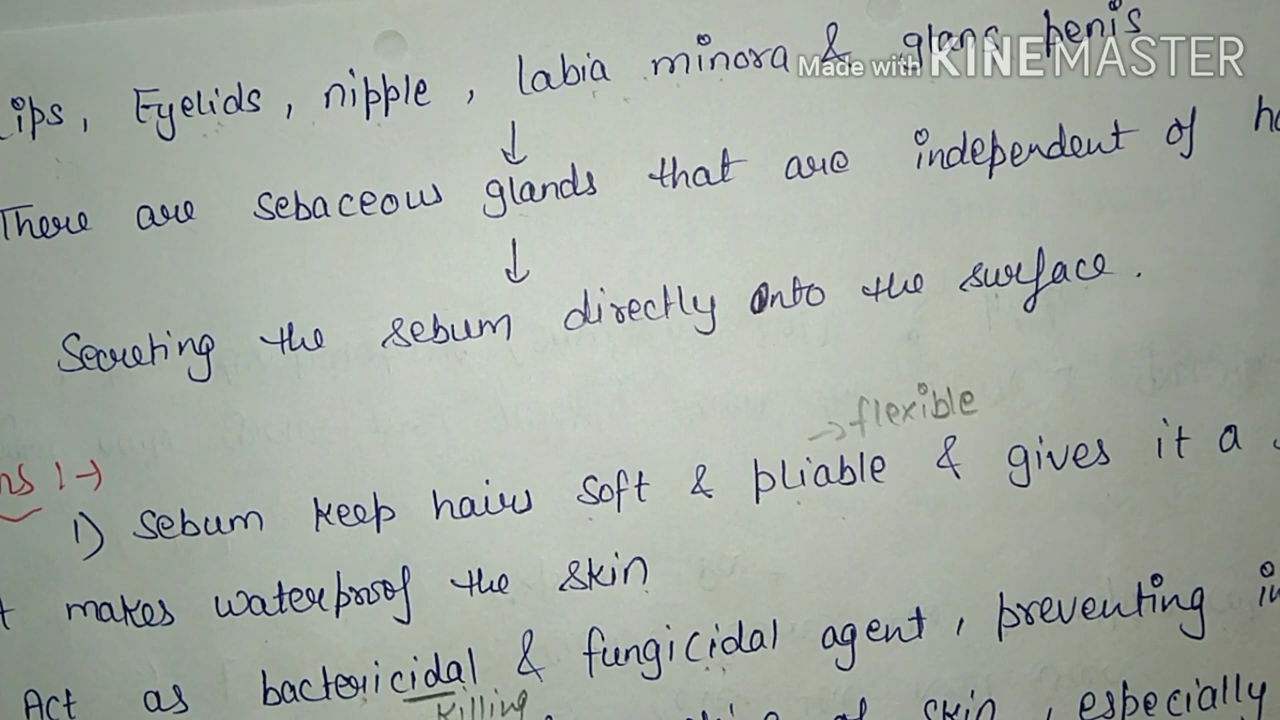 ips, Eyelids, nipple, labia minora & glans penis
Made with KINEMASTER
There are sebaceous glands that are independent of
Secreting the sebum directly onto the surface.
→ flexible
ns :→
1) Sebum keep hairs soft & pliable & gives it a
t makes waterproof the skin
Act as bactericidal & fungicidal agent, preventing in
killing
of skin, especially